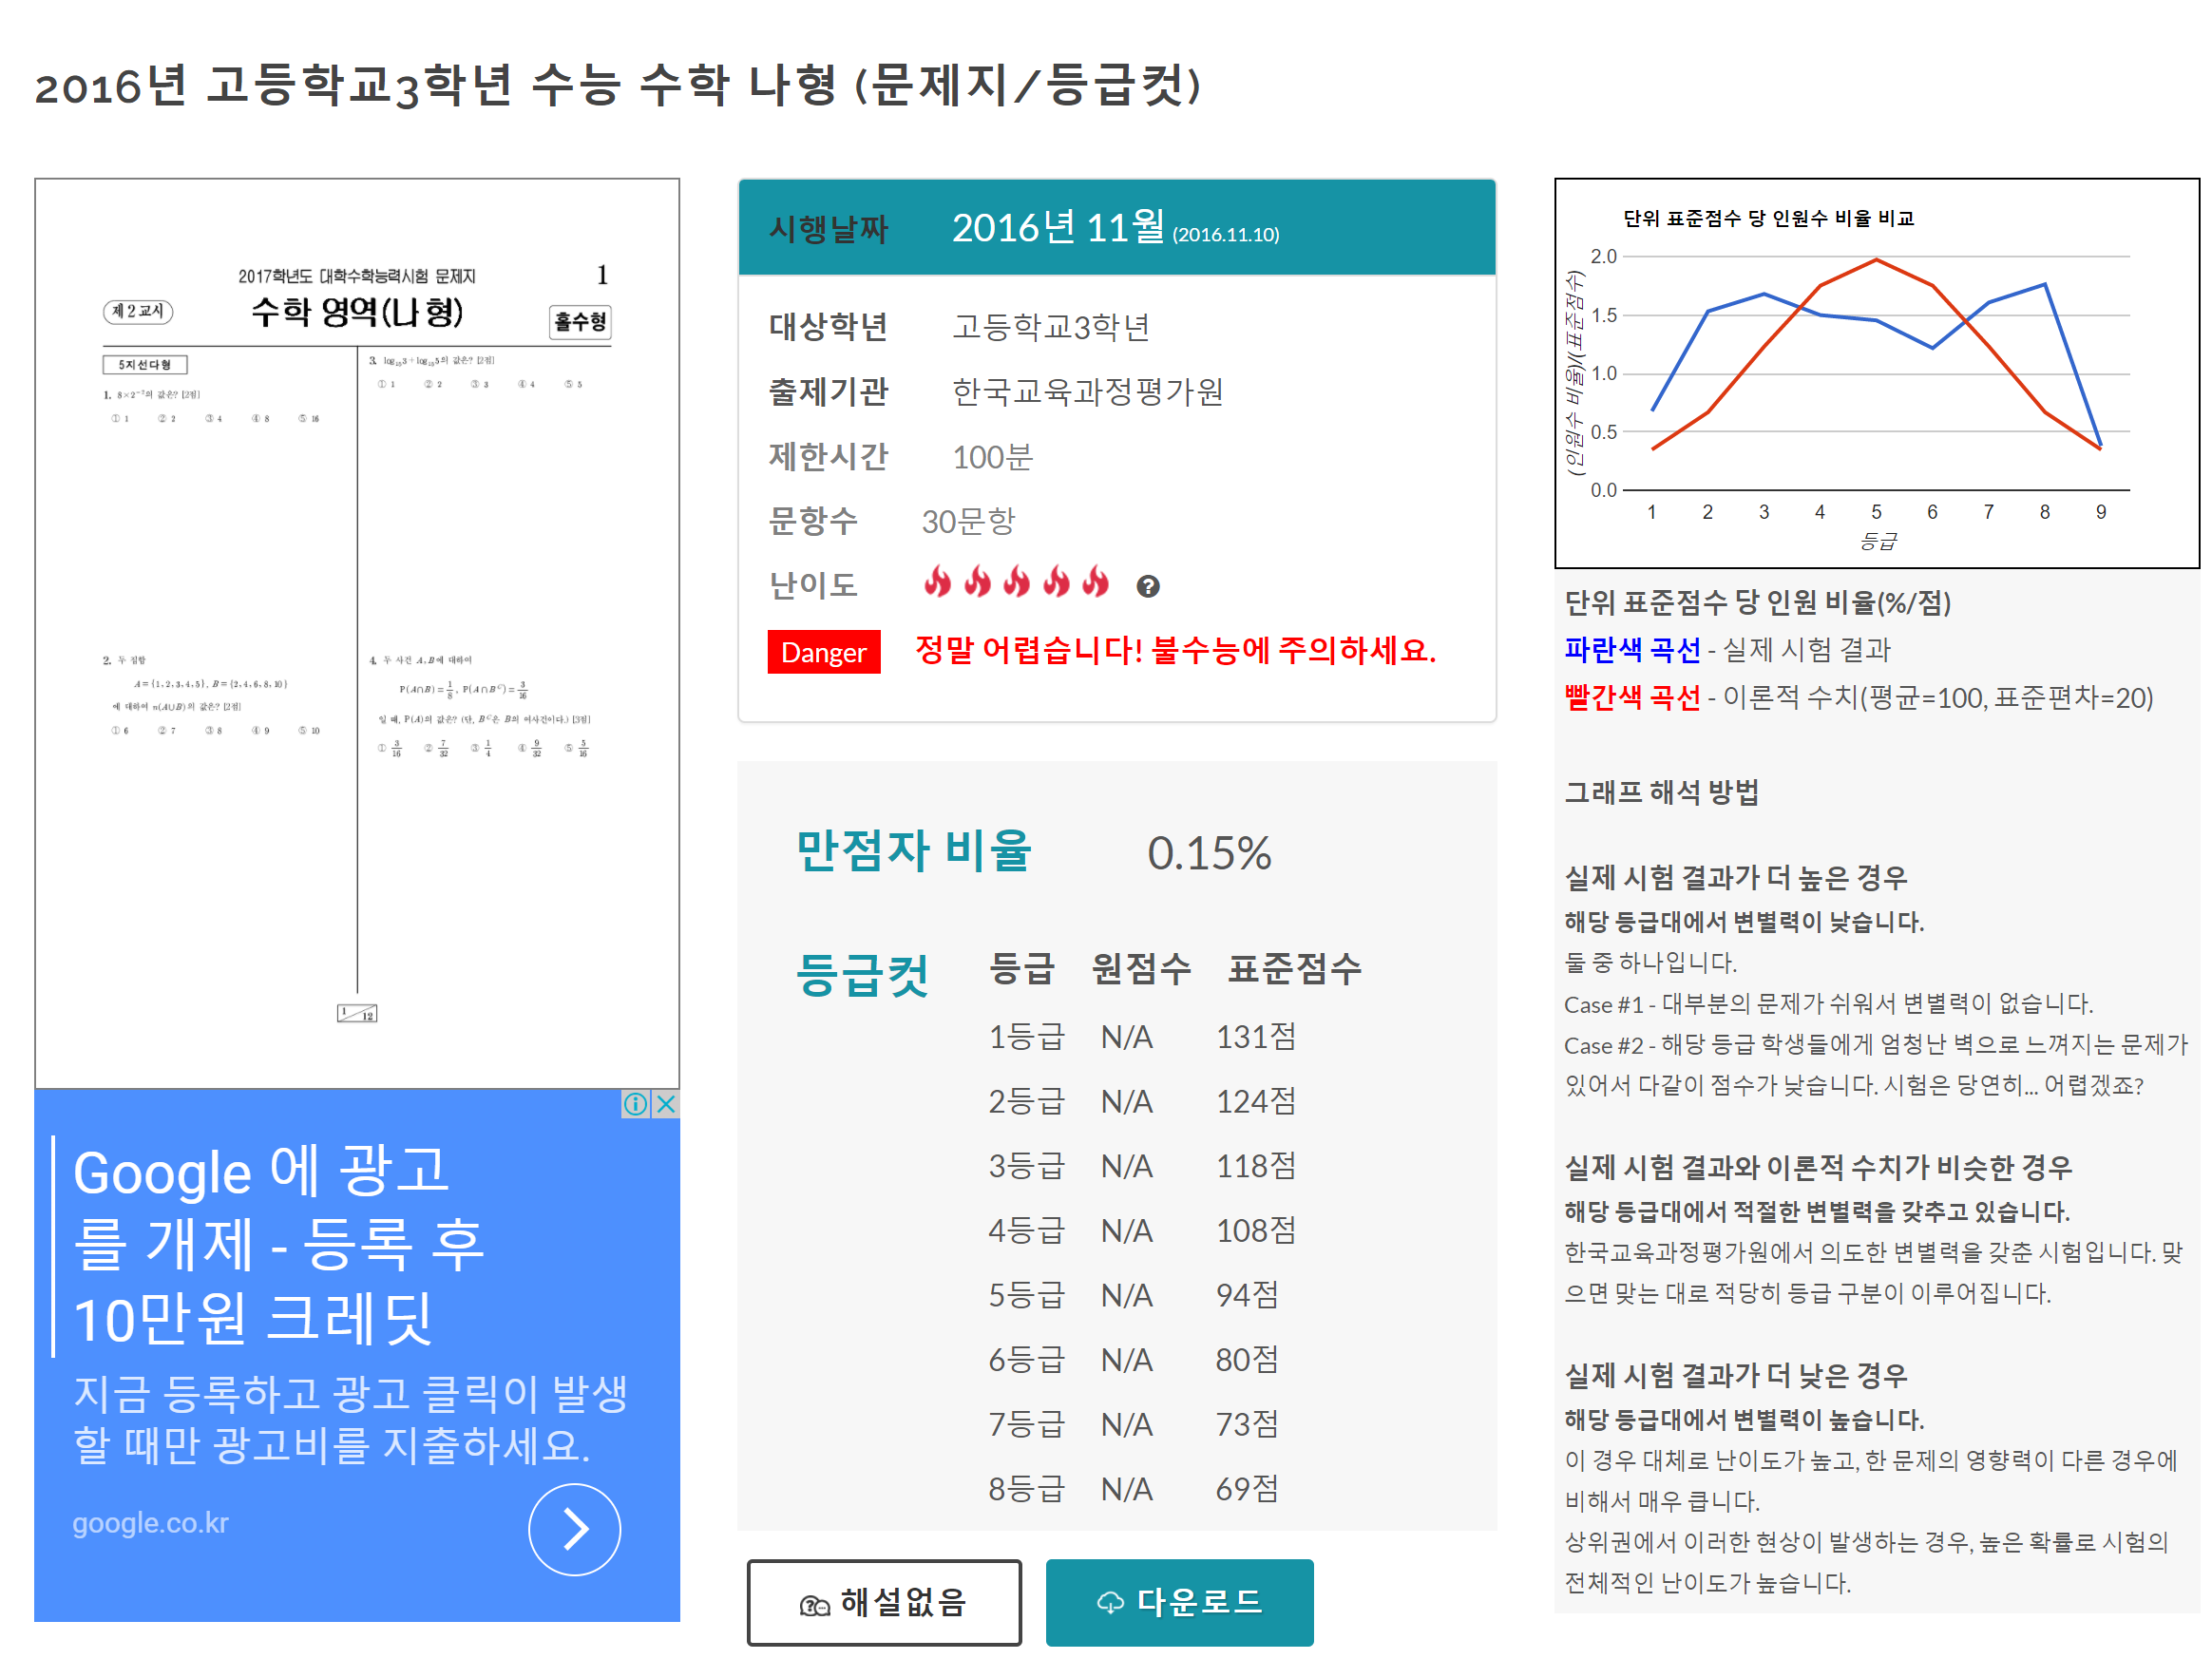 2016년 고등학교3학년 수능 수학 나형 (문제지/등급컷)
2017학년도 대학수학능력시험 문제지
1
제 2 교시
수학 영역(나 형)
홀수형
5지선다형
1. 8×2⁻²의 값은? [2점]
① 1 ② 2 ③ 4 ④ 8 ⑤ 16
2. 두 집합
A={1, 2, 3, 4, 5}, B={2, 4, 6, 8, 10}
에 대하여 n(A∪B)의 값은? [2점]
① 6 ② 7 ③ 8 ④ 9 ⑤ 10
3. log₁₅3+log₁₅5의 값은? [2점]
① 1 ② 2 ③ 3 ④ 4 ⑤ 5
4. 두 사건 A, B에 대하여
P(A∩B)=1/8, P(A∩Bᶜ)=3/16
일 때, P(A)의 값은? (단, Bᶜ은 B의 여사건이다.) [3점]
① 3/16 ② 7/32 ③ 1/4 ④ 9/32 ⑤ 5/16
1 12
Google 에 광고
를 개제 - 등록 후
10만원 크레딧
지금 등록하고 광고 클릭이 발생
할 때만 광고비를 지출하세요.
google.co.kr
시행날짜 2016년 11월 (2016.11.10)
대상학년 고등학교3학년
출제기관 한국교육과정평가원
제한시간 100분
문항수 30문항
난이도
Danger 정말 어렵습니다! 불수능에 주의하세요.
만점자 비율 0.15%
등급컷 등급 원점수 표준점수
1등급 N/A 131점
2등급 N/A 124점
3등급 N/A 118점
4등급 N/A 108점
5등급 N/A 94점
6등급 N/A 80점
7등급 N/A 73점
8등급 N/A 69점
해설없음 다운로드
단위 표준점수 당 인원수 비율 비교
(인원수 비율)/(표준점수)
2.0
1.5
1.0
0.5
0.0
1 2 3 4 5 6 7 8 9
등급
단위 표준점수 당 인원 비율(%/점)
파란색 곡선 - 실제 시험 결과
빨간색 곡선 - 이론적 수치(평균=100, 표준편차=20)
그래프 해석 방법
실제 시험 결과가 더 높은 경우
해당 등급대에서 변별력이 낮습니다.
둘 중 하나입니다.
Case #1 - 대부분의 문제가 쉬워서 변별력이 없습니다.
Case #2 - 해당 등급 학생들에게 엄청난 벽으로 느껴지는 문제가
있어서 다같이 점수가 낮습니다. 시험은 당연히... 어렵겠죠?
실제 시험 결과와 이론적 수치가 비슷한 경우
해당 등급대에서 적절한 변별력을 갖추고 있습니다.
한국교육과정평가원에서 의도한 변별력을 갖춘 시험입니다. 맞
으면 맞는 대로 적당히 등급 구분이 이루어집니다.
실제 시험 결과가 더 낮은 경우
해당 등급대에서 변별력이 높습니다.
이 경우 대체로 난이도가 높고, 한 문제의 영향력이 다른 경우에
비해서 매우 큽니다.
상위권에서 이러한 현상이 발생하는 경우, 높은 확률로 시험의
전체적인 난이도가 높습니다.